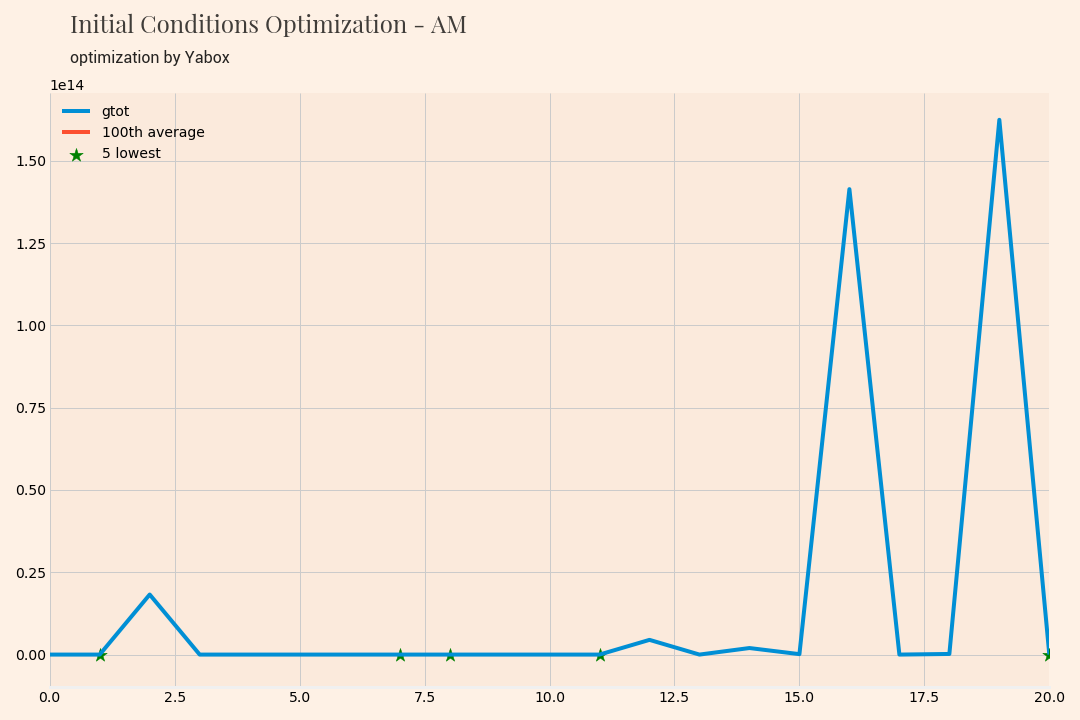 Initial Conditions Optimization - AM
optimization by Yabox
1e14
gtot
100th average
5 lowest
1.50
1.25
1.00
0.75
0.50
0.25
0.00
0.0 2.5 5.0 7.5 10.0 12.5 15.0 17.5 20.0